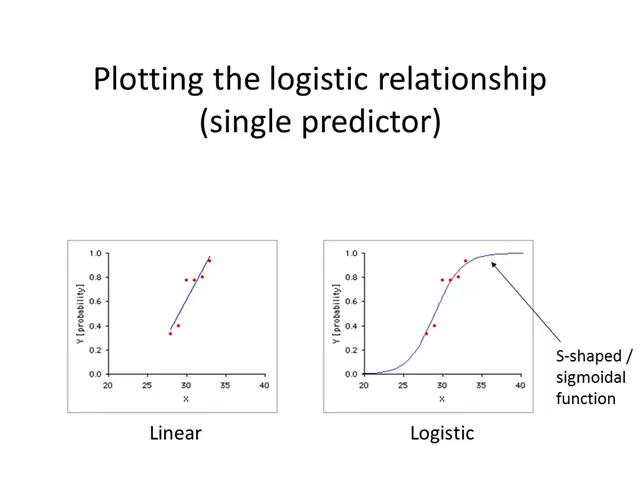 Plotting the logistic relationship
(single predictor)
1.0
0.8
0.6
0.4
0.2
0.0
Y [probability]
20 25 30 35 40
X
Linear
1.0
0.8
0.6
0.4
0.2
0.0
Y [probability]
20 25 30 35 40
X
Logistic
S-shaped /
sigmoidal
function